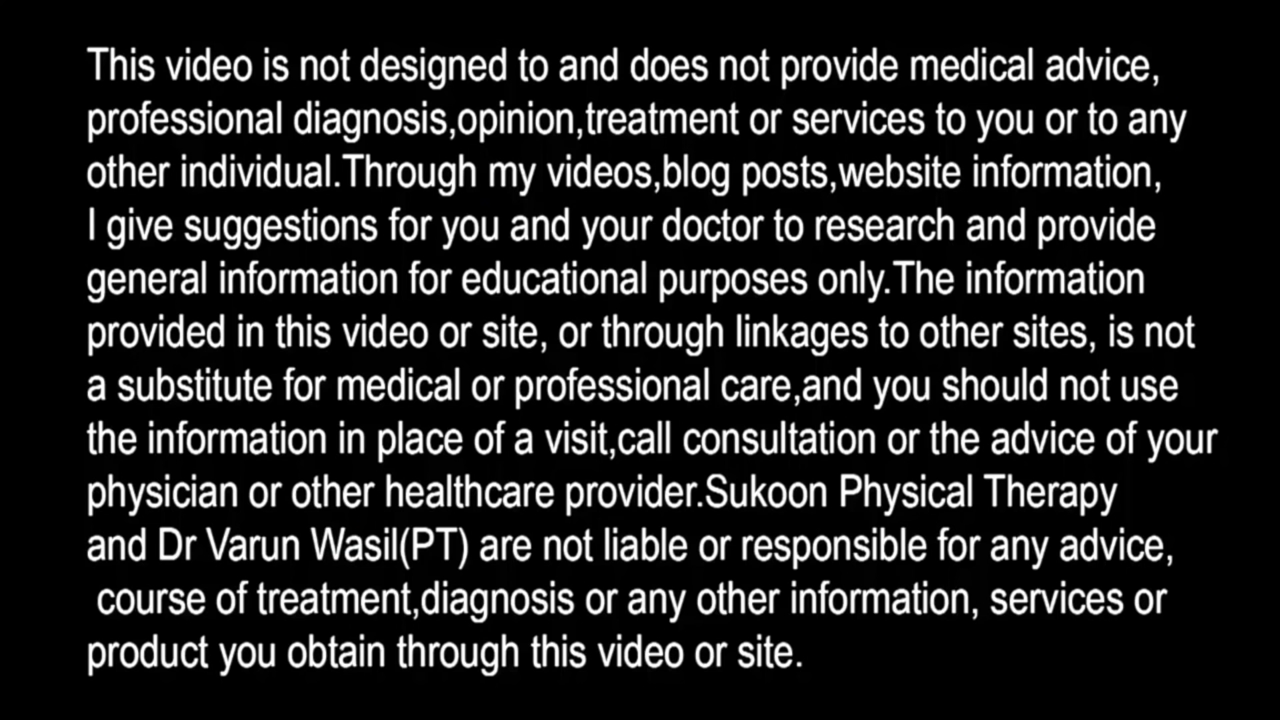 This video is not designed to and does not provide medical advice,
professional diagnosis,opinion,treatment or services to you or to any
other individual.Through my videos,blog posts,website information,
I give suggestions for you and your doctor to research and provide
general information for educational purposes only.The information
provided in this video or site, or through linkages to other sites, is not
a substitute for medical or professional care,and you should not use
the information in place of a visit,call consultation or the advice of your
physician or other healthcare provider.Sukoon Physical Therapy
and Dr Varun Wasil(PT) are not liable or responsible for any advice,
course of treatment,diagnosis or any other information, services or
product you obtain through this video or site.